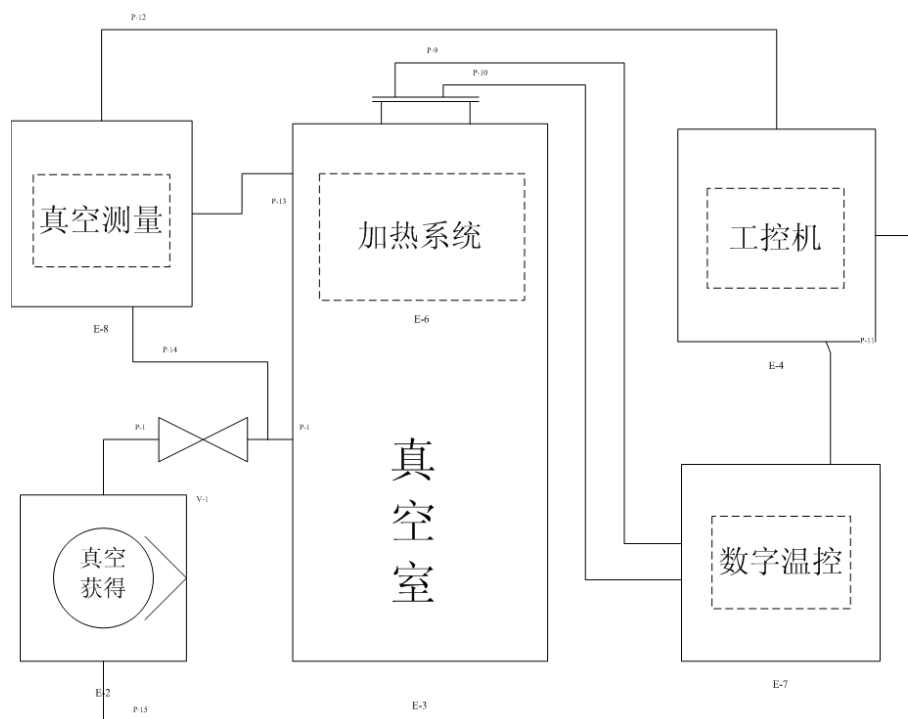 P-12
P-9
P-10
真空测量
P-13
加热系统
工控机
E-8
E-6
P-14
P-11
E-4
P-1
P-1
真
空
室
V-1
真空
获得
数字温控
E-2
P-15
E-3
E-7